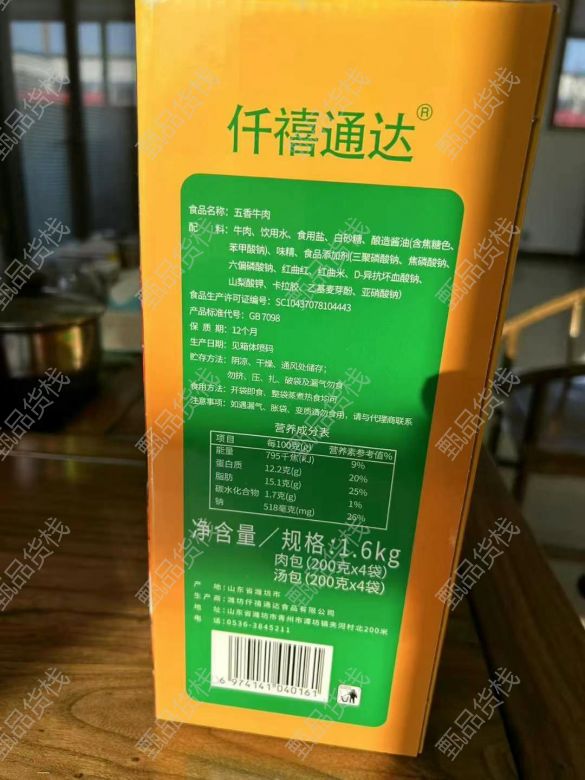 仟禧通达®
食品名称：五香牛肉
配 料：牛肉、饮用水、食用盐、白砂糖、酿造酱油(含焦糖色、
苯甲酸钠)、味精、食品添加剂(三聚磷酸钠、焦磷酸钠、
六偏磷酸钠、红曲红、红曲米、D-异抗坏血酸钠、
山梨酸钾、卡拉胶、乙基麦芽酚、亚硝酸钠)
食品生产许可证编号：SC10437078104443
产品标准代号：GB 7098
保 质 期：12个月
生产日期：见箱体喷码
贮存方法：阴凉、干燥、通风处储存；
勿挤、压、扎、破袋及漏气勿食
食用方法：开袋即食、整袋蒸煮热食均可
注意事项：如遇漏气、胀袋、变质请勿食用，请与代理商联系
营养成分表
项目 每100克(g) 营养素参考值%
能量 795千焦(KJ) 9%
蛋白质 12.2克(g) 20%
脂肪 15.1克(g) 25%
碳水化合物 1.7克(g) 1%
钠 518毫克(mg) 26%
净含量／规格:1.6kg
肉包(200克x4袋)
汤包(200克x4袋)
产 地:山东省潍坊市
生产商:潍坊仟禧通达食品有限公司
地 址:山东省潍坊市青州市谭坊镇夹河村北200米
电 话:0536-3845211
6 974141 040161
甄品货栈